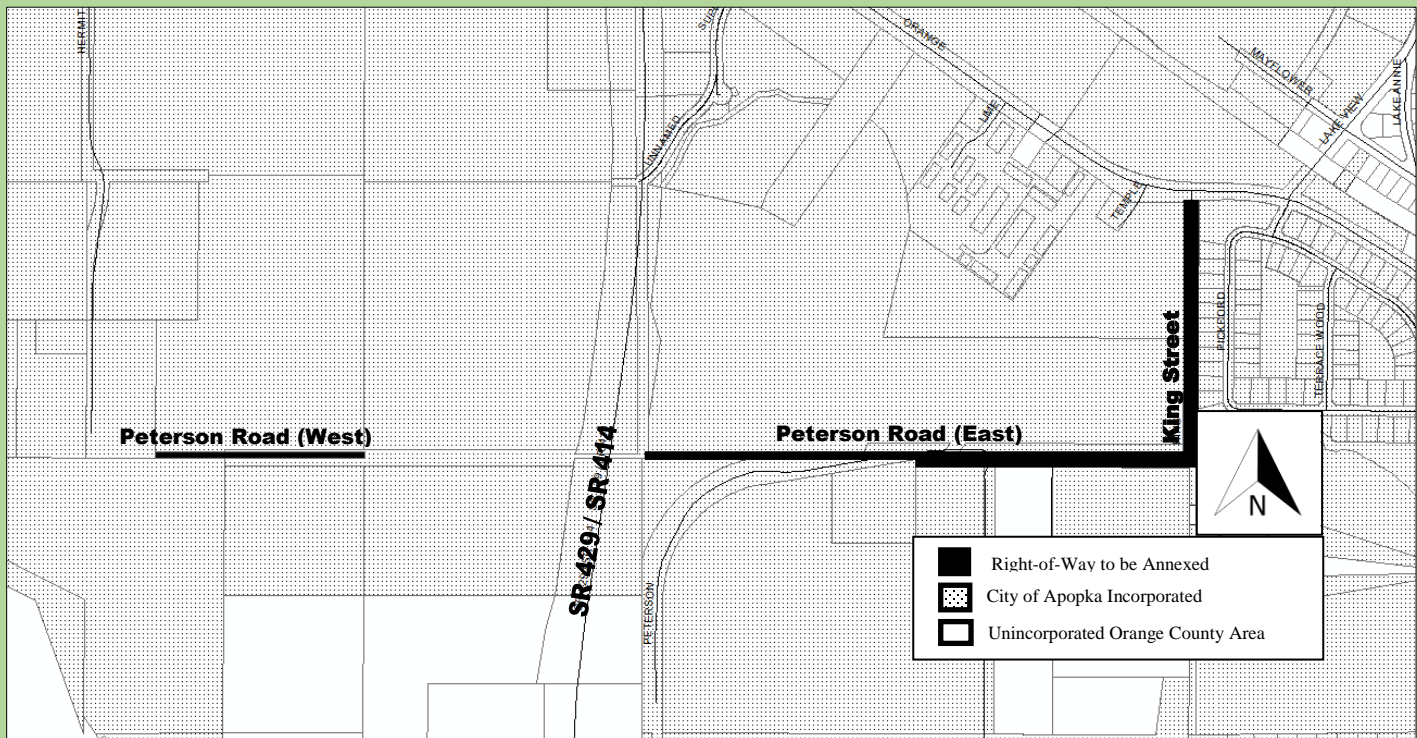 HERMIT
UNNAMED
ORANGE
MAYFLOWER
LAKE VIEW
LAKE ANNE
LIME
TEMPLE
PICKFORD
TERRACE WOOD
King Street
Peterson Road (West)
Peterson Road (East)
SR 429 / SR 414
PETERSON
N
Right-of-Way to be Annexed
City of Apopka Incorporated
Unincorporated Orange County Area